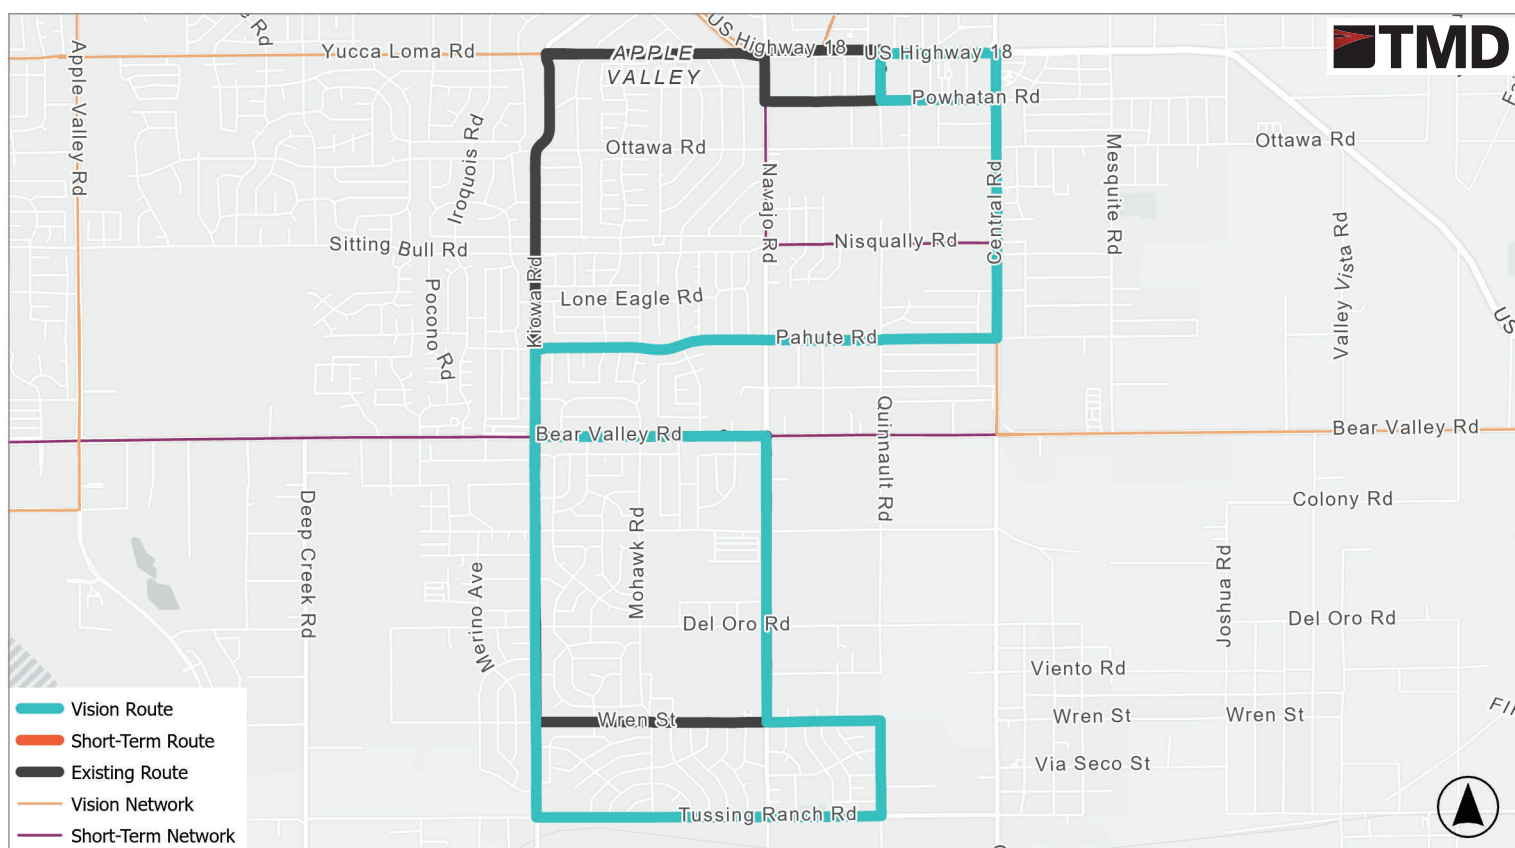 US Highway 18
US Highway 18
TMD
Yucca Loma Rd
APPLE
VALLEY
Apple Valley Rd
Powhatan Rd
Ottawa Rd
Ottawa Rd
Iroquois Rd
Navajo Rd
Central Rd
Mesquite Rd
Sitting Bull Rd
Nisqually Rd
Valley Vista Rd
Kiowa Rd
Lone Eagle Rd
Pocono Rd
Pahute Rd
US
Bear Valley Rd
Bear Valley Rd
Quinnault Rd
Colony Rd
Deep Creek Rd
Mohawk Rd
Merino Ave
Joshua Rd
Del Oro Rd
Del Oro Rd
Viento Rd
Wren St
Wren St
Wren St
Via Seco St
Tussing Ranch Rd
Vision Route
Short-Term Route
Existing Route
Vision Network
Short-Term Network